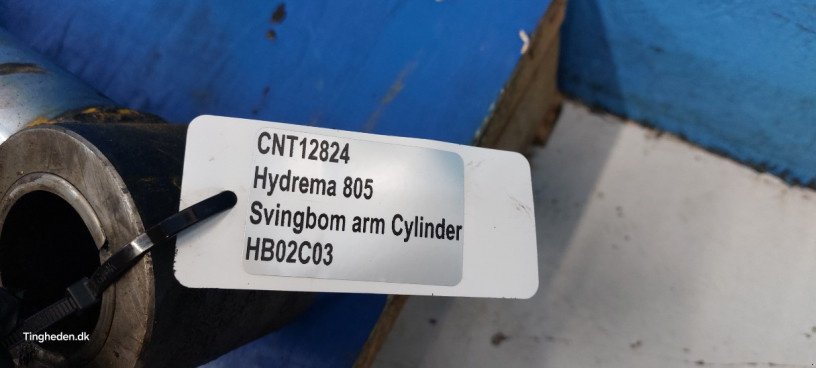 CNT12824
Hydrema 805
Svingbom arm Cylinder
HB02C03
Tingheden.dk